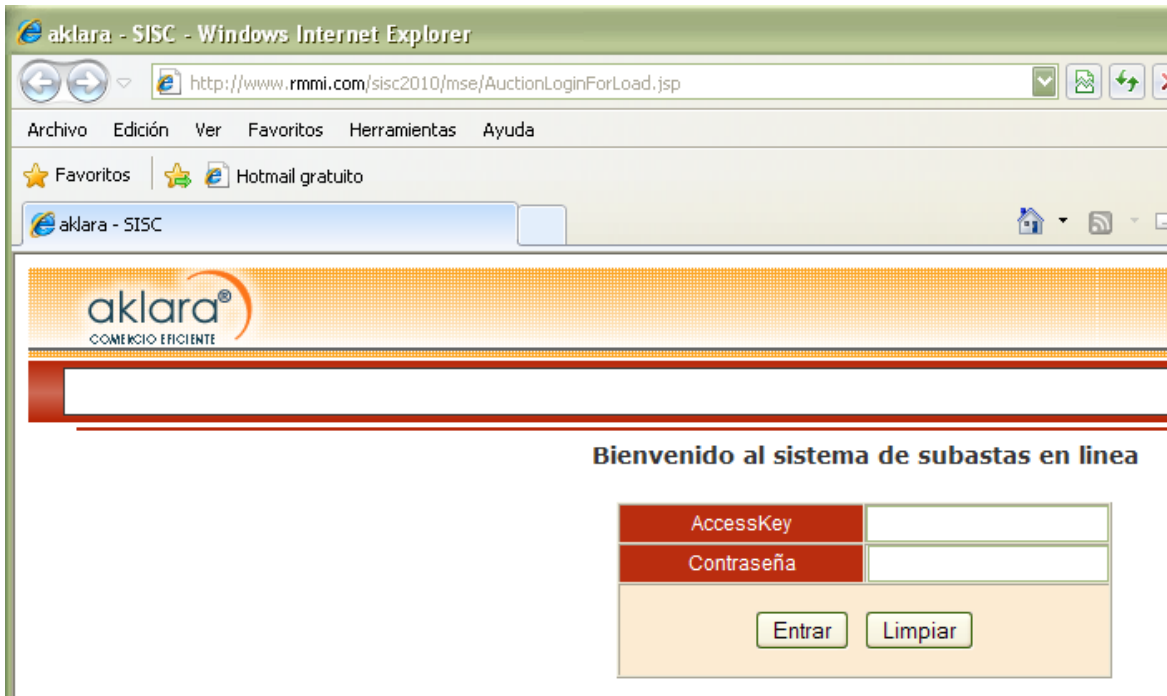 aklara - SISC - Windows Internet Explorer
http://www.rmmi.com/sisc2010/mse/AuctionLoginForLoad.jsp
Archivo Edición Ver Favoritos Herramientas Ayuda
Favoritos Hotmail gratuito
aklara - SISC
aklara®
COMERCIO EFICIENTE
Bienvenido al sistema de subastas en linea
AccessKey
Contraseña
Entrar Limpiar